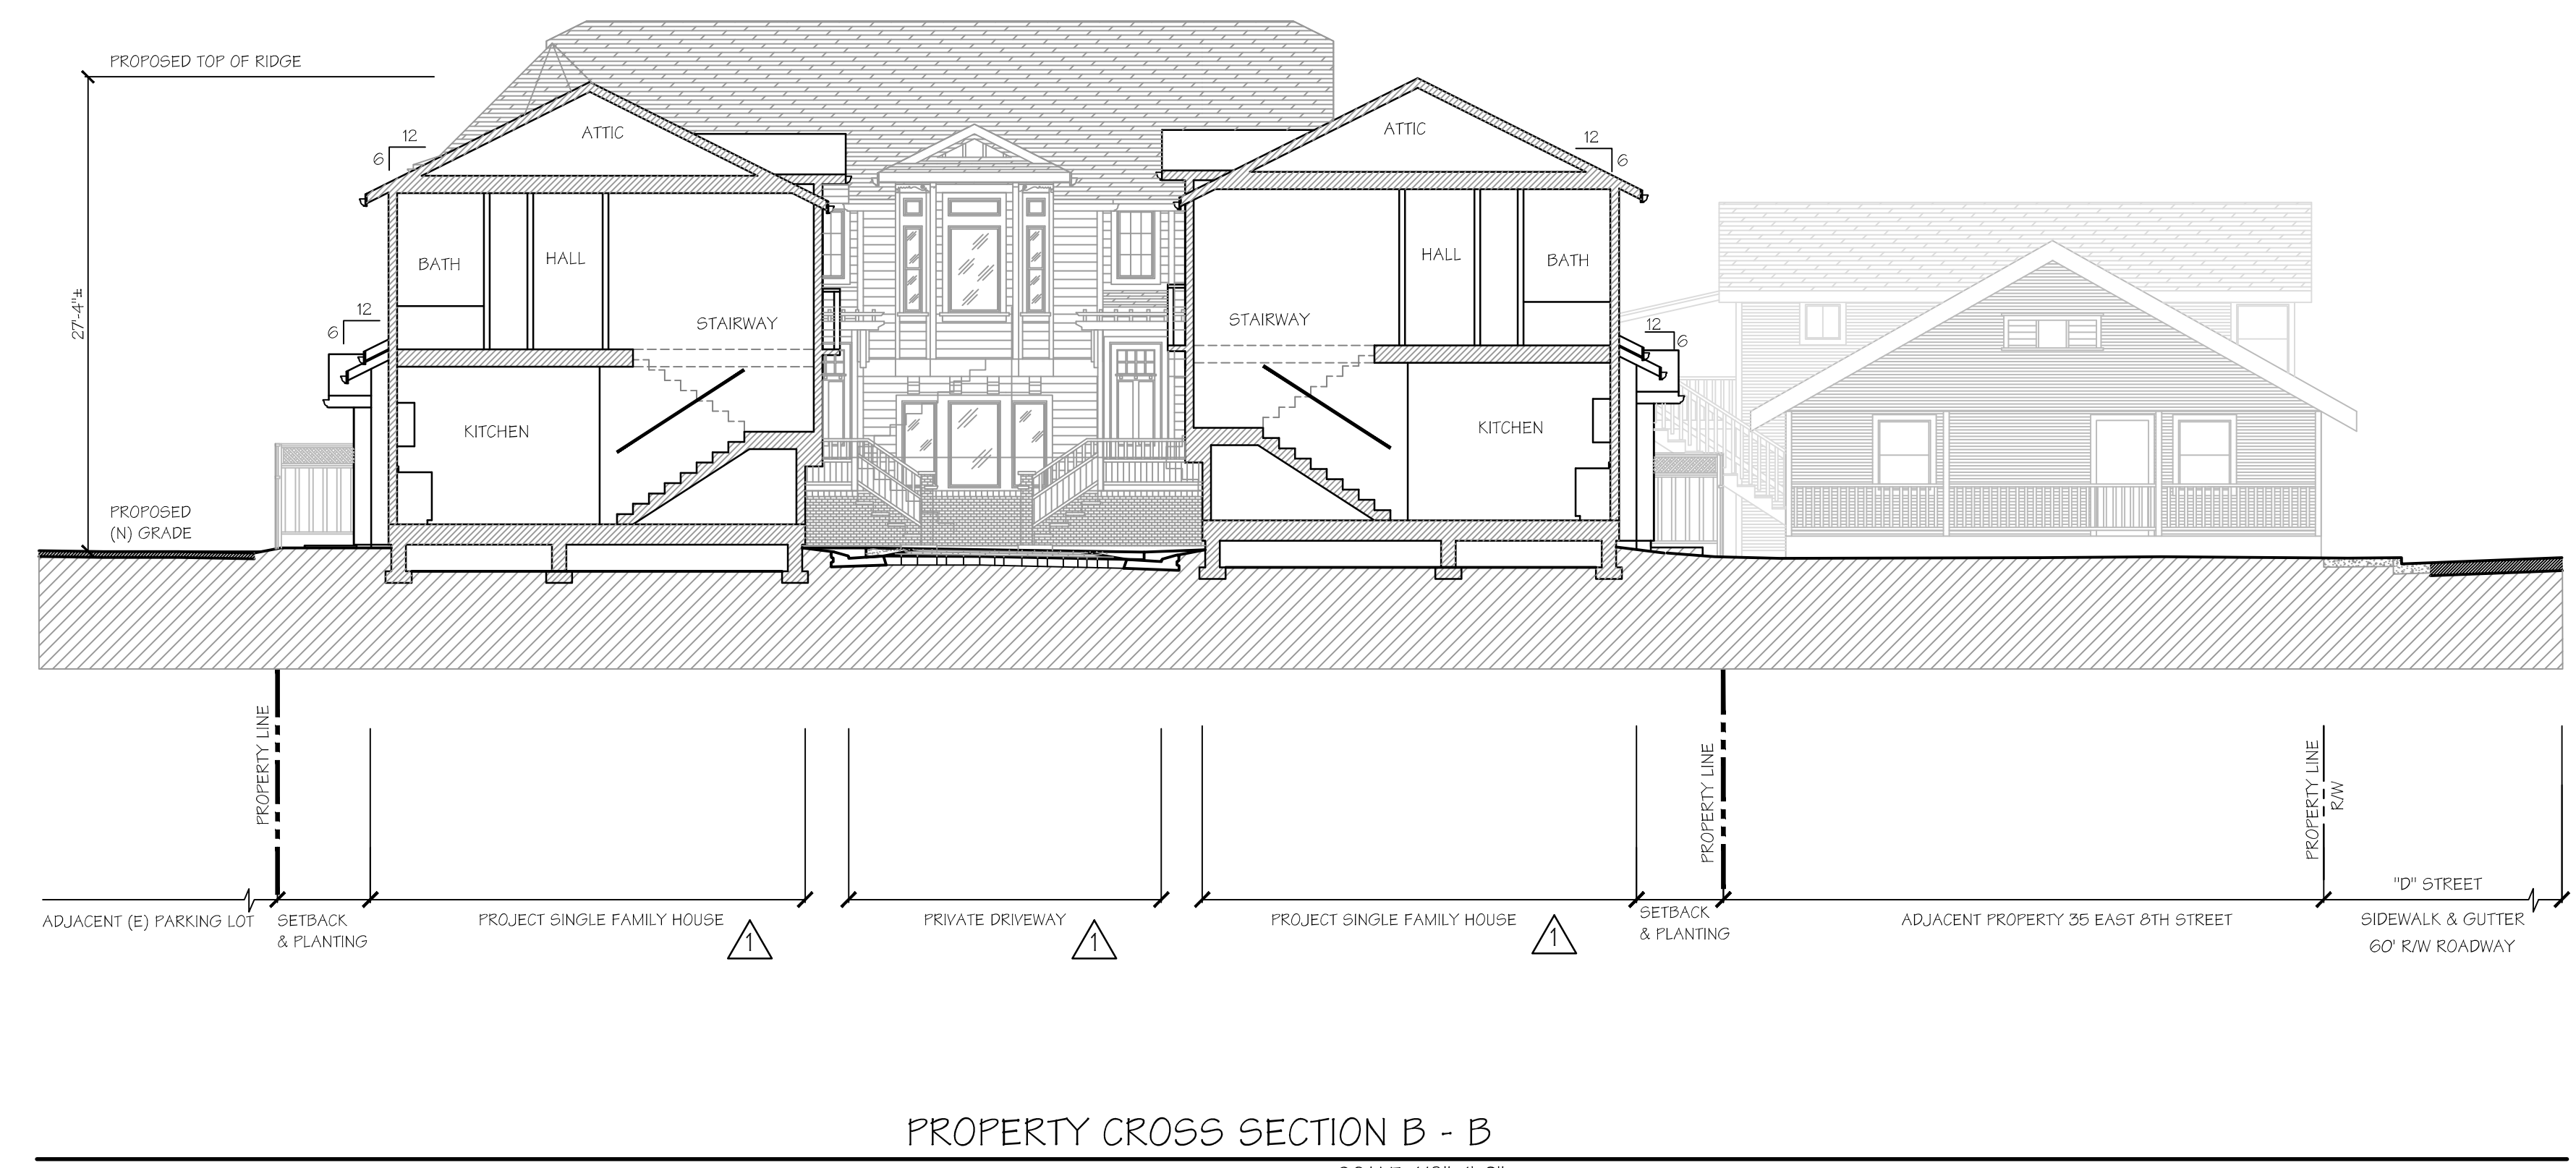 PROPOSED TOP OF RIDGE
12
6
ATTIC
ATTIC
12
6
BATH
HALL
HALL
BATH
27'-4"±
12
6
STAIRWAY
STAIRWAY
12
6
KITCHEN
KITCHEN
PROPOSED
(N) GRADE
PROPERTY LINE
PROPERTY LINE
PROPERTY LINE
R/W
ADJACENT (E) PARKING LOT
SETBACK
& PLANTING
PROJECT SINGLE FAMILY HOUSE
1
PRIVATE DRIVEWAY
1
PROJECT SINGLE FAMILY HOUSE
1
SETBACK
& PLANTING
ADJACENT PROPERTY 35 EAST 8TH STREET
"D" STREET
SIDEWALK & GUTTER
60' R/W ROADWAY
PROPERTY CROSS SECTION B - B